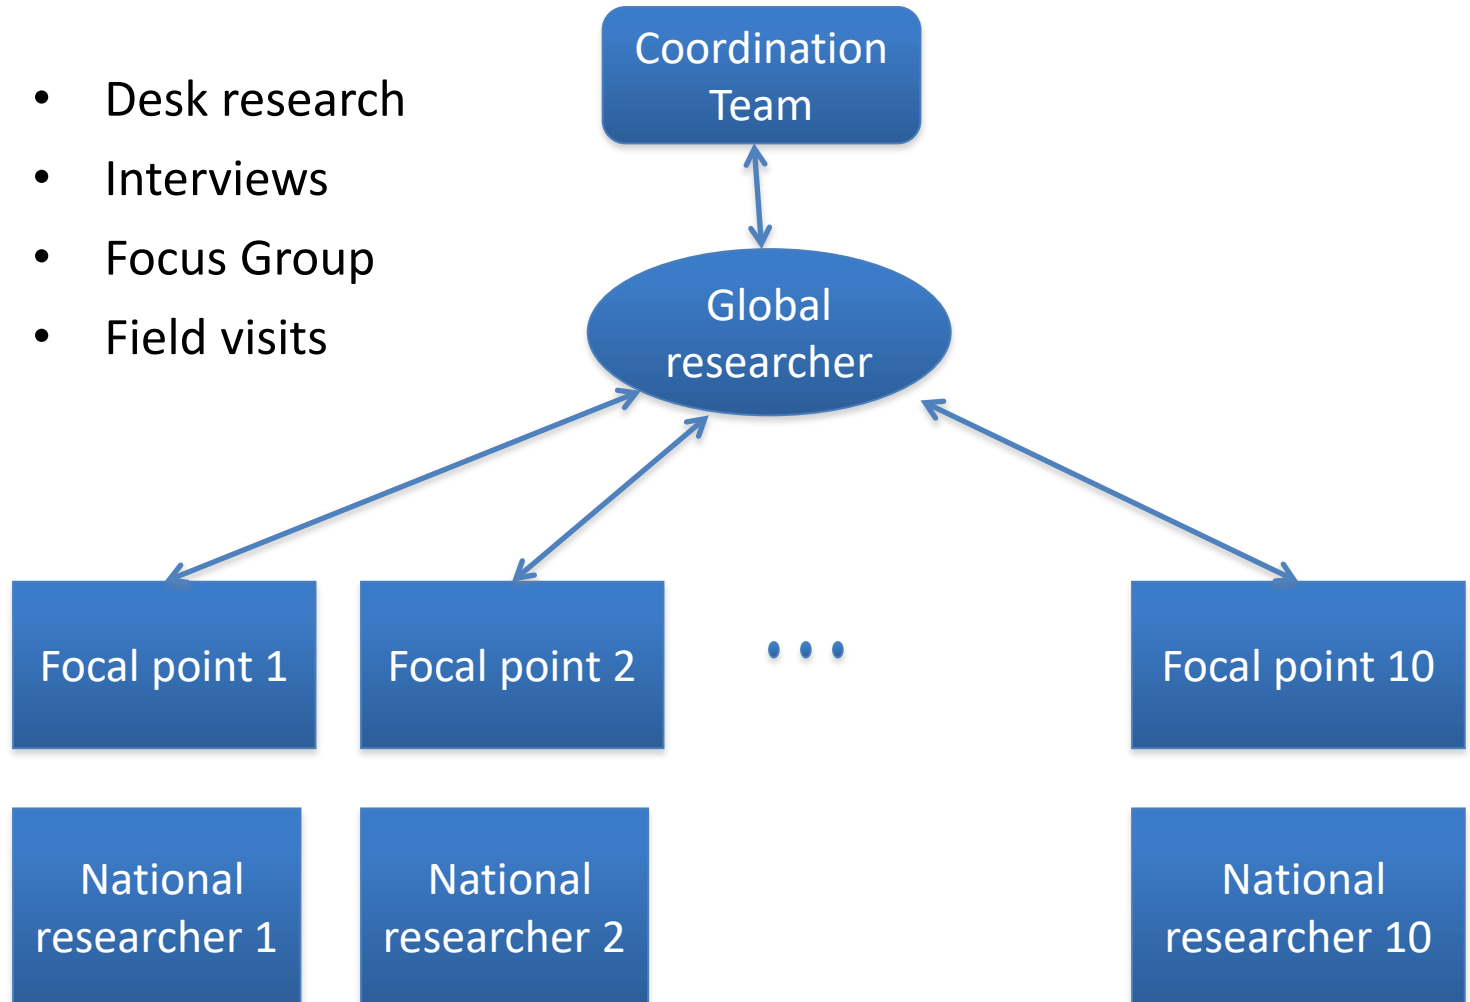 Coordination
Team
• Desk research
• Interviews
• Focus Group
• Field visits
Global
researcher
Focal point 1
Focal point 2
Focal point 10
National
researcher 1
National
researcher 2
National
researcher 10